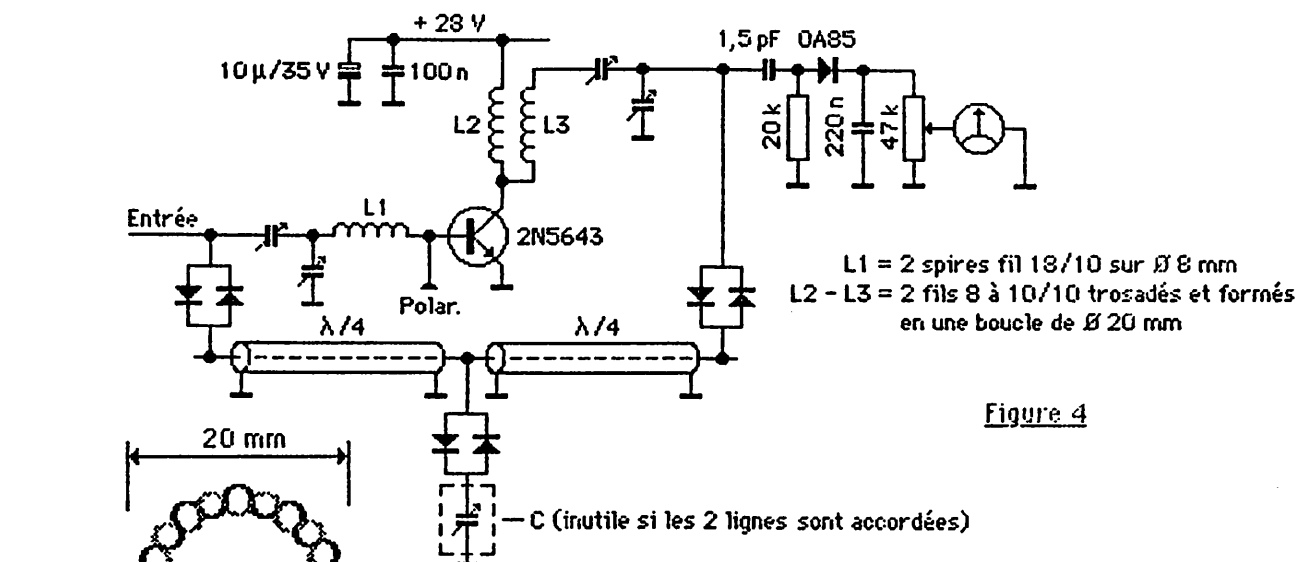 + 28 V
10µ/35 V
100 n
L2
L3
1,5 pF OA85
20 k
220 n
47 k
Entrée
L1
2N5643
Polar.
L1 = 2 spires fil 18/10 sur Ø 8 mm
L2 - L3 = 2 fils 8 à 10/10 trosadés et formés
en une boucle de Ø 20 mm
λ/4
λ/4
Figure 4
20 mm
C (inutile si les 2 lignes sont accordées)